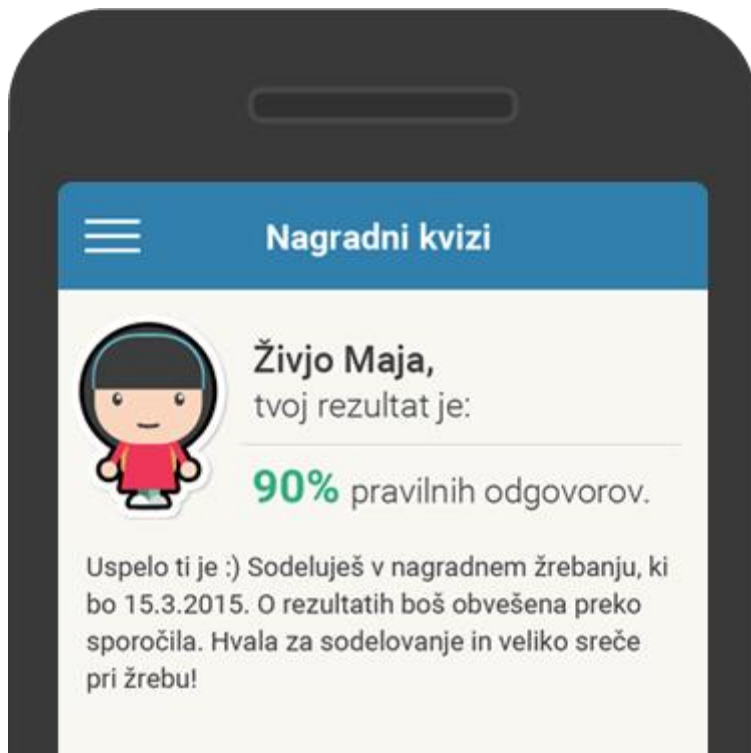 Nagradni kvizi
Živjo Maja,
tvoj rezultat je:
90% pravilnih odgovorov.
Uspelo ti je :) Sodeluješ v nagradnem žrebanju, ki
bo 15.3.2015. O rezultatih boš obvešena preko
sporočila. Hvala za sodelovanje in veliko sreče
pri žrebu!